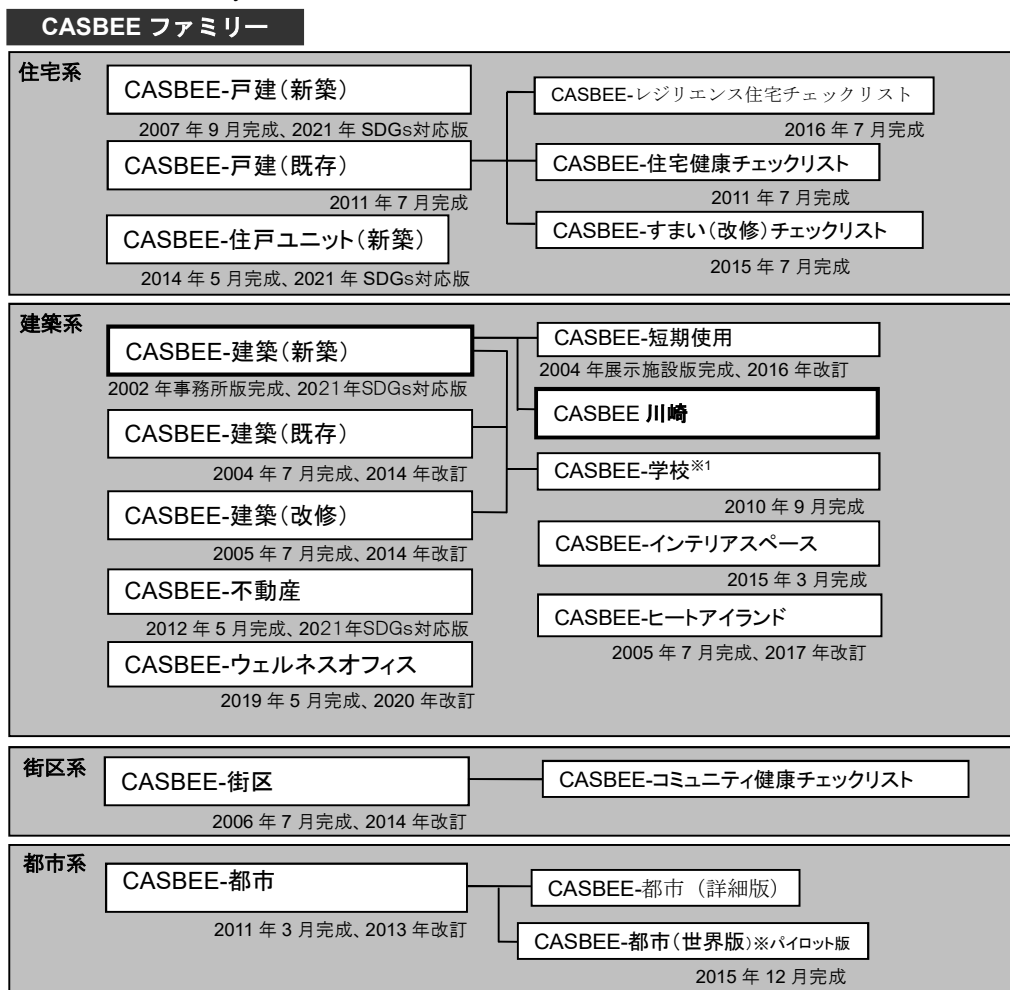 CASBEE ファミリー
住宅系
CASBEE-戸建（新築）
2007 年 9 月完成、2021 年 SDGs対応版
CASBEE-戸建（既存）
2011 年 7 月完成
CASBEE-住戸ユニット（新築）
2014 年 5 月完成、2021 年 SDGs対応版
CASBEE-レジリエンス住宅チェックリスト
2016 年 7 月完成
CASBEE-住宅健康チェックリスト
2011 年 7 月完成
CASBEE-すまい（改修）チェックリスト
2015 年 7 月完成
建築系
CASBEE-建築（新築）
2002 年事務所版完成、2021年SDGs対応版
CASBEE-建築（既存）
2004 年 7 月完成、2014 年改訂
CASBEE-建築（改修）
2005 年 7 月完成、2014 年改訂
CASBEE-不動産
2012 年 5 月完成、2021年SDGs対応版
CASBEE-ウェルネスオフィス
2019 年 5 月完成、2020 年改訂
CASBEE-短期使用
2004 年展示施設版完成、2016 年改訂
CASBEE 川崎
CASBEE-学校※1
2010 年 9 月完成
CASBEE-インテリアスペース
2015 年 3 月完成
CASBEE-ヒートアイランド
2005 年 7 月完成、2017 年改訂
街区系
CASBEE-街区
2006 年 7 月完成、2014 年改訂
CASBEE-コミュニティ健康チェックリスト
都市系
CASBEE-都市
2011 年 3 月完成、2013 年改訂
CASBEE-都市（詳細版）
CASBEE-都市（世界版）※パイロット版
2015 年 12 月完成